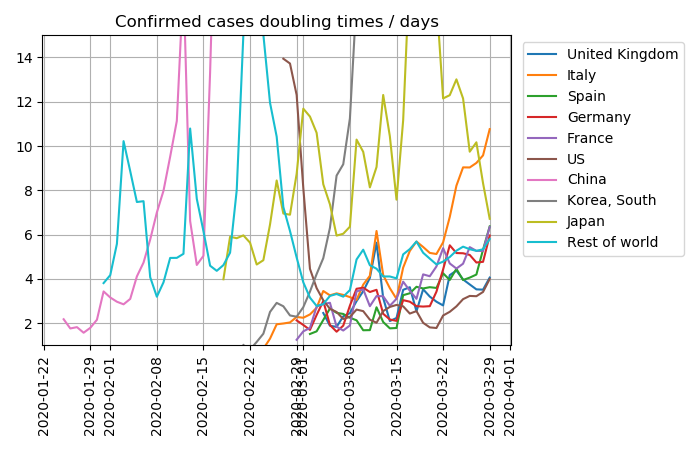 Confirmed cases doubling times / days
14
12
10
8
6
4
2
2020-01-22
2020-01-29
2020-02-01
2020-02-08
2020-02-15
2020-02-22
2020-02-29
2020-03-01
2020-03-08
2020-03-15
2020-03-22
2020-03-29
2020-04-01
United Kingdom
Italy
Spain
Germany
France
US
China
Korea, South
Japan
Rest of world